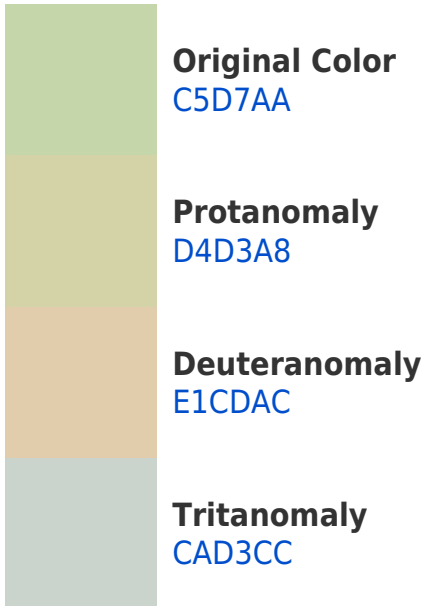 Original Color
C5D7AA
Protanomaly
D4D3A8
Deuteranomaly
E1CDAC
Tritanomaly
CAD3CC